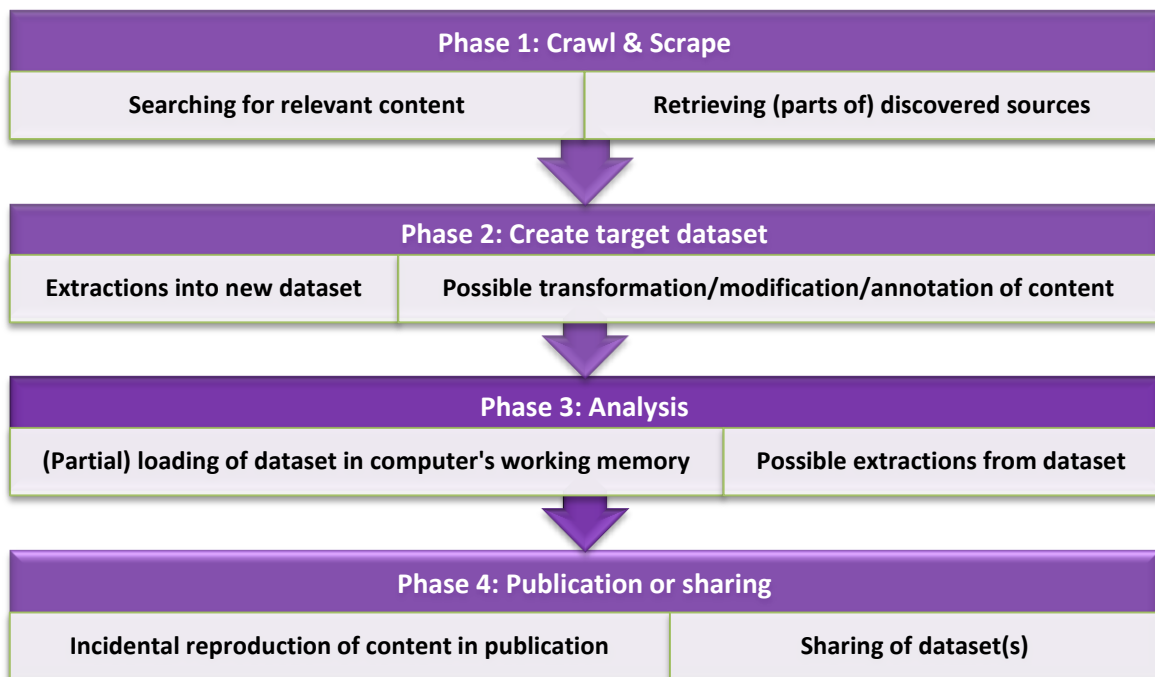 Phase 1: Crawl & Scrape
Searching for relevant content
Retrieving (parts of) discovered sources
Phase 2: Create target dataset
Extractions into new dataset
Possible transformation/modification/annotation of content
Phase 3: Analysis
(Partial) loading of dataset in computer's working memory
Possible extractions from dataset
Phase 4: Publication or sharing
Incidental reproduction of content in publication
Sharing of dataset(s)